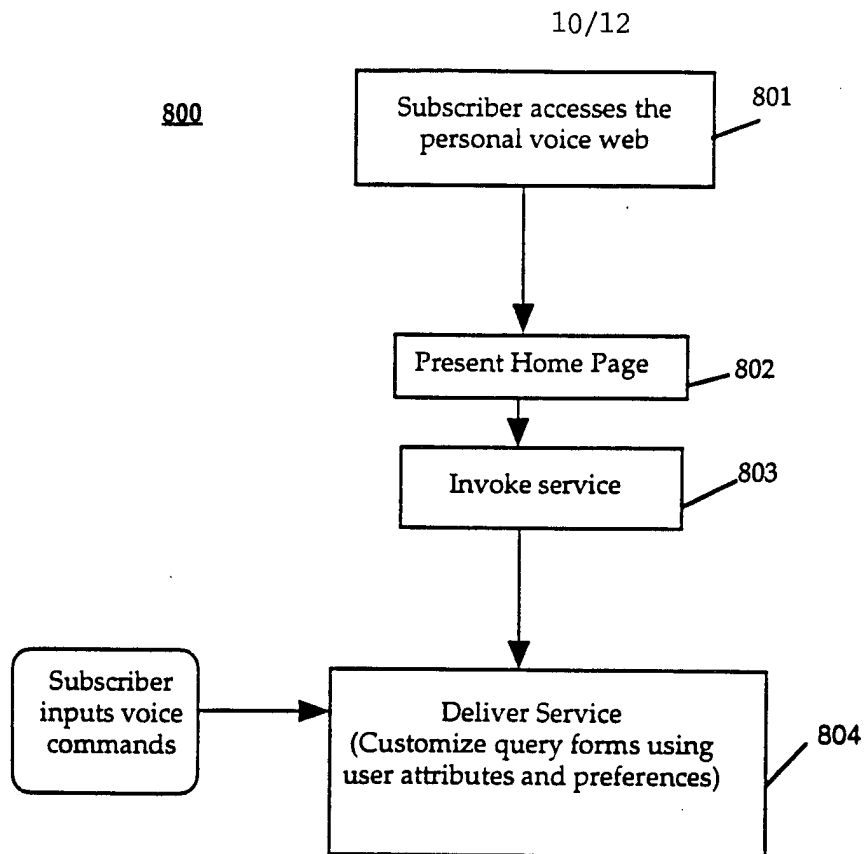 10/12
800
Subscriber accesses the
personal voice web
801
Present Home Page
802
Invoke service
803
Subscriber
inputs voice
commands
Deliver Service
(Customize query forms using
user attributes and preferences)
804